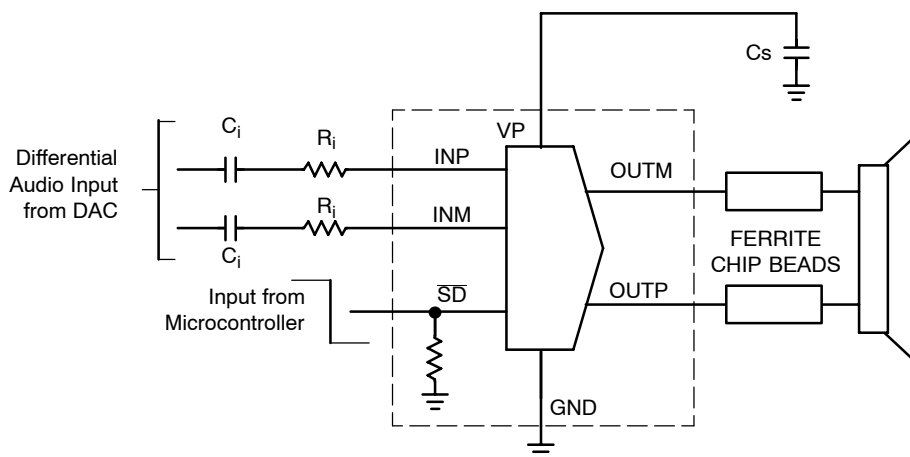 Cs
VP
Differential
Audio Input
from DAC
Ci
Ri
INP
OUTM
Ri
INM
Ci
FERRITE
CHIP BEADS
Input from
Microcontroller
SD
OUTP
GND